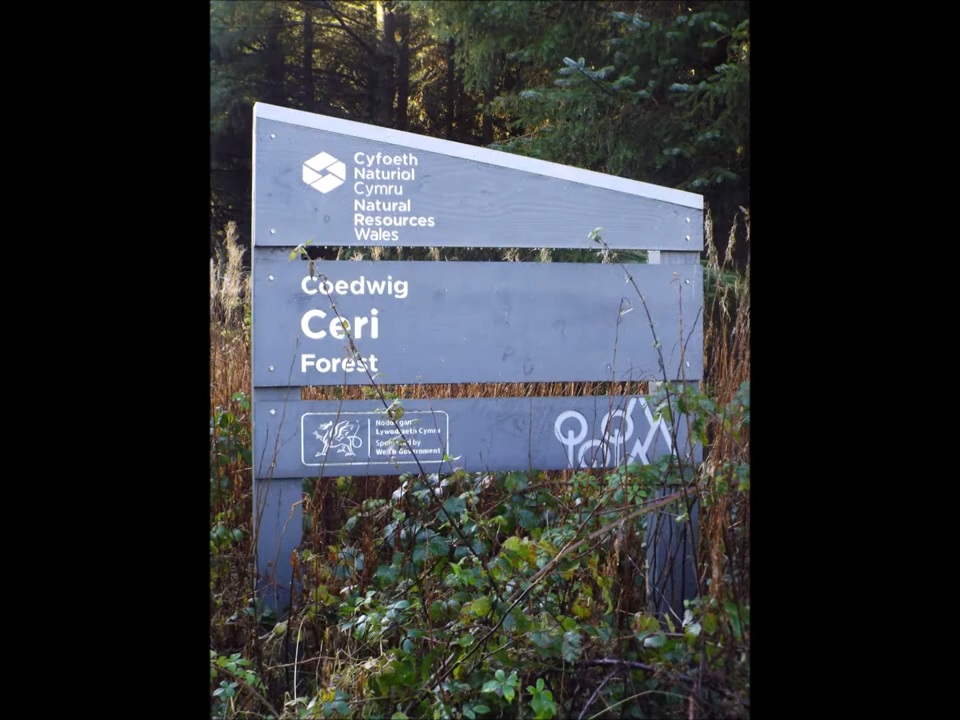 Cyfoeth
Naturiol
Cymru
Natural
Resources
Wales
Coedwig
Ceri
Forest
Noddir gan
Lywodraeth Cymru
Sponsored by
Welsh Government